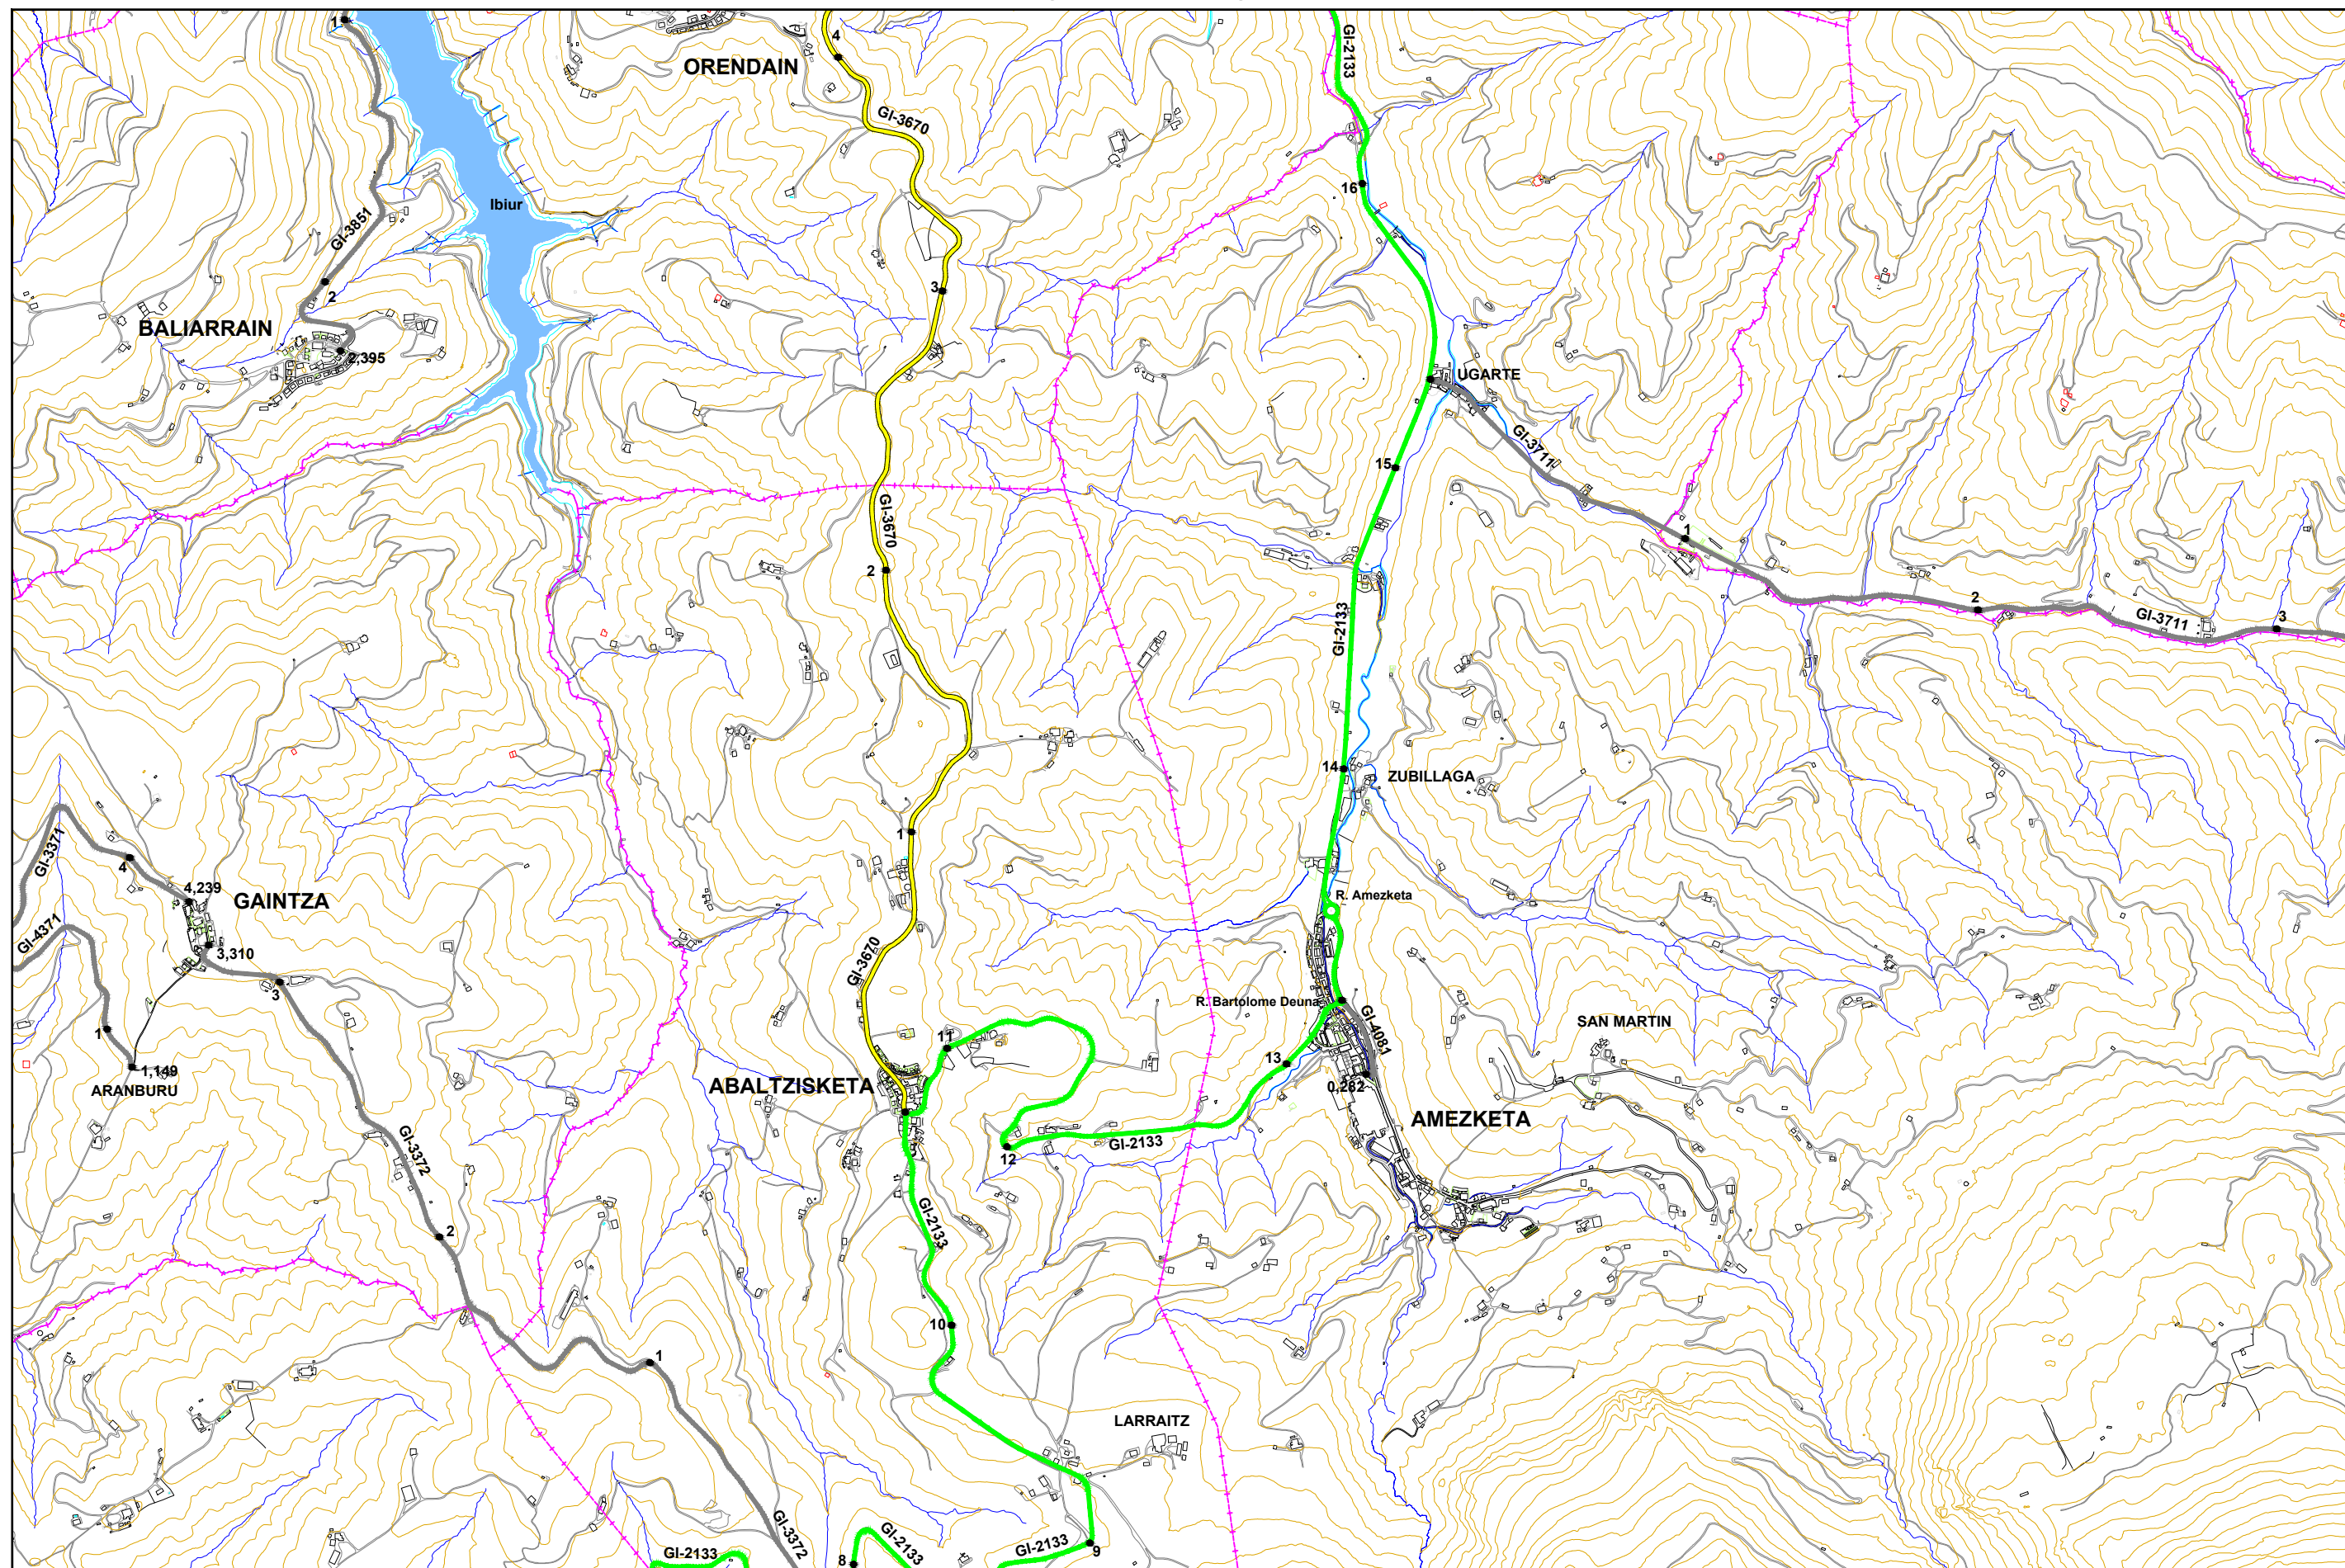 1
4
ORENDAIN
GI-2133
GI-3670
16
Ibiur
GI-3851
2
3
BALIARRAIN
2,395
UGARTE
GI-3711
15
GI-3670
1
2
GI-2133
2
GI-3711
3
14
ZUBILLAGA
1
GI-3371
4
4,239
GAINTZA
R. Amezketa
GI-4371
3,310
GI-3670
3
R. Bartolome Deuna
GI-4081
SAN MARTIN
1
11
13
1,149
ARANBURU
ABALTZISKETA
0,282
AMEZKETA
GI-3372
12
GI-2133
2
GI-2133
10
1
LARRAITZ
GI-3372
GI-2133
8
GI-2133
GI-2133
9